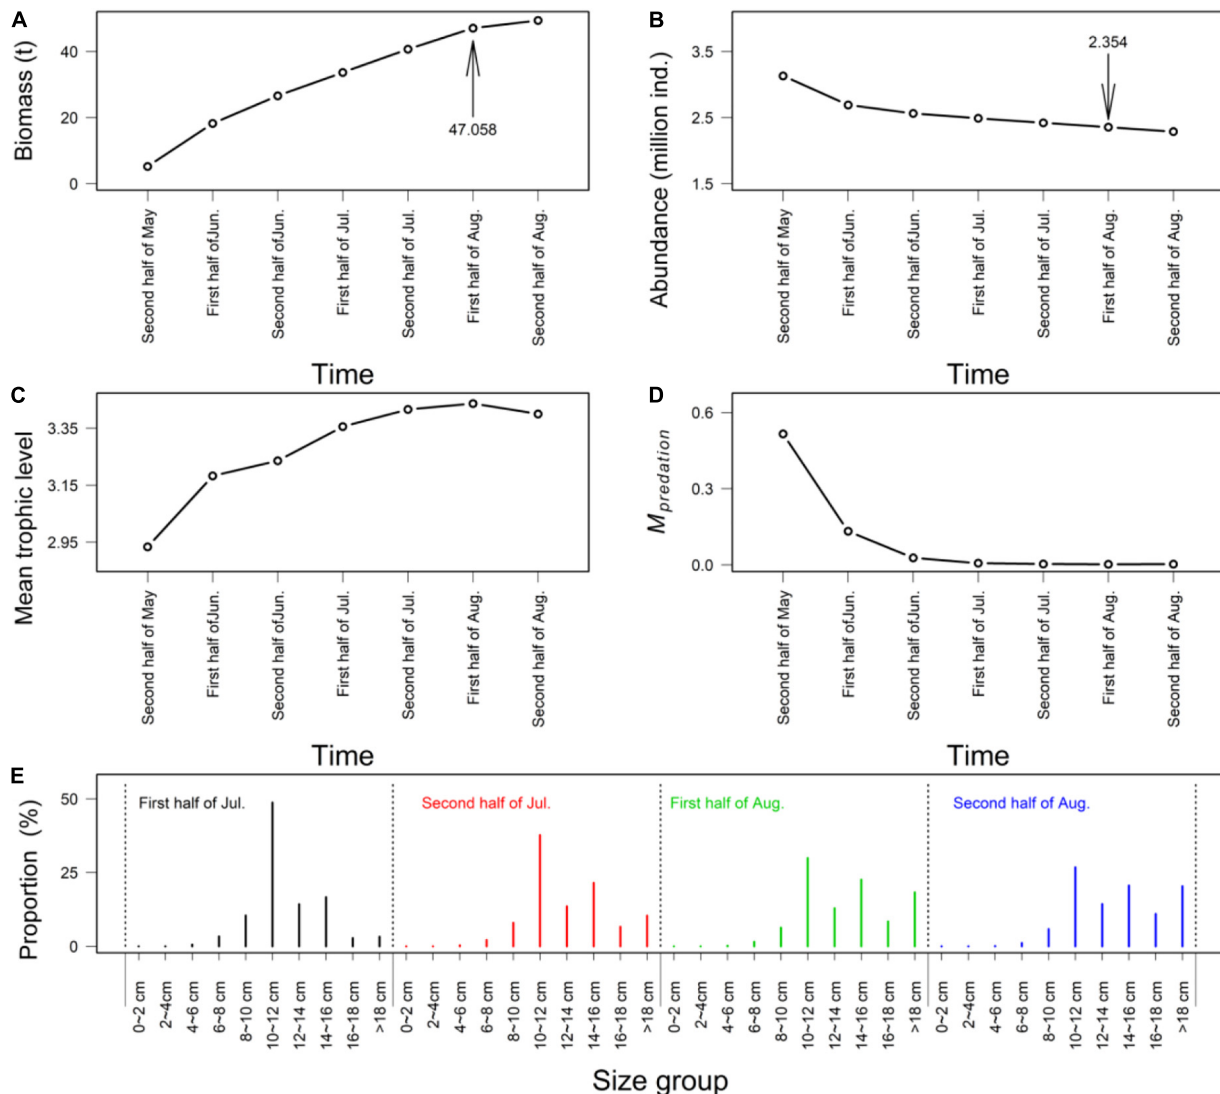 A
Biomass (t)
40
20
0
47.058
Second half of May
First half ofJun.
Second half ofJun.
First half of Jul.
Second half of Jul.
First half of Aug.
Second half of Aug.
Time
B
Abundance (million ind.)
3.5
2.5
1.5
2.354
Second half of May
First half ofJun.
Second half ofJun.
First half of Jul.
Second half of Jul.
First half of Aug.
Second half of Aug.
Time
C
Mean trophic level
3.35
3.15
2.95
Second half of May
First half ofJun.
Second half ofJun.
First half of Jul.
Second half of Jul.
First half of Aug.
Second half of Aug.
Time
D
M predation
0.6
0.3
0.0
Second half of May
First half ofJun.
Second half ofJun.
First half of Jul.
Second half of Jul.
First half of Aug.
Second half of Aug.
Time
E
Proportion (%)
50
25
0
First half of Jul.
Second half of Jul.
First half of Aug.
Second half of Aug.
0~2 cm
2~4cm
4~6 cm
6~8 cm
8~10 cm
10~12 cm
12~14 cm
14~16 cm
16~18 cm
>18 cm
0~2 cm
2~4cm
4~6 cm
6~8 cm
8~10 cm
10~12 cm
12~14 cm
14~16 cm
16~18 cm
>18 cm
0~2 cm
2~4cm
4~6 cm
6~8 cm
8~10 cm
10~12 cm
12~14 cm
14~16 cm
16~18 cm
>18 cm
0~2 cm
2~4cm
4~6 cm
6~8 cm
8~10 cm
10~12 cm
12~14 cm
14~16 cm
16~18 cm
>18 cm
Size group